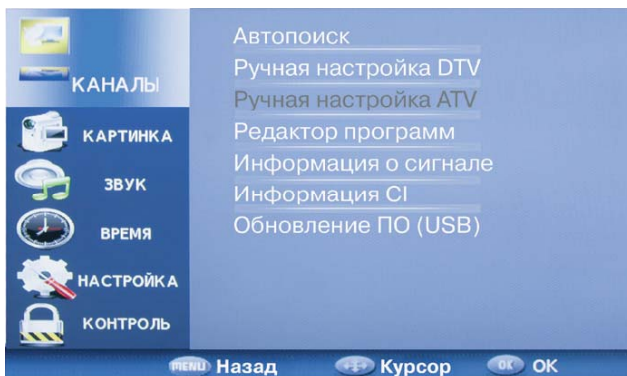 КАНАЛЫ
КАРТИНКА
ЗВУК
ВРЕМЯ
НАСТРОЙКА
КОНТРОЛЬ
Автопоиск
Ручная настройка DTV
Ручная настройка ATV
Редактор программ
Информация о сигнале
Информация CI
Обновление ПО (USB)
MENU Назад
Курсор
OK OK